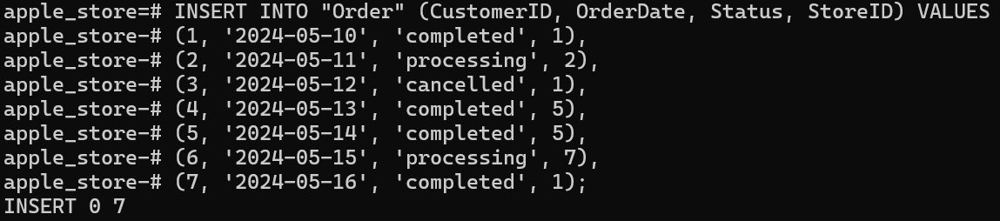 apple_store=# INSERT INTO "Order" (CustomerID, OrderDate, Status, StoreID) VALUES
apple_store-# (1, '2024-05-10', 'completed', 1),
apple_store-# (2, '2024-05-11', 'processing', 2),
apple_store-# (3, '2024-05-12', 'cancelled', 1),
apple_store-# (4, '2024-05-13', 'completed', 5),
apple_store-# (5, '2024-05-14', 'completed', 5),
apple_store-# (6, '2024-05-15', 'processing', 7),
apple_store-# (7, '2024-05-16', 'completed', 1);
INSERT 0 7